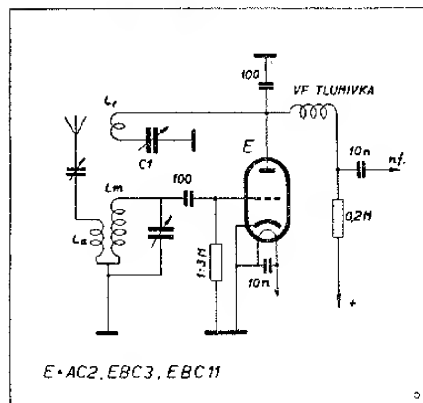 100
VF TLUMIVKA
Lr
C1
E
10n
nf.
Lm
100
La
0,2M
1÷3M
10n
+
E=AC2, EBC3, EBC11